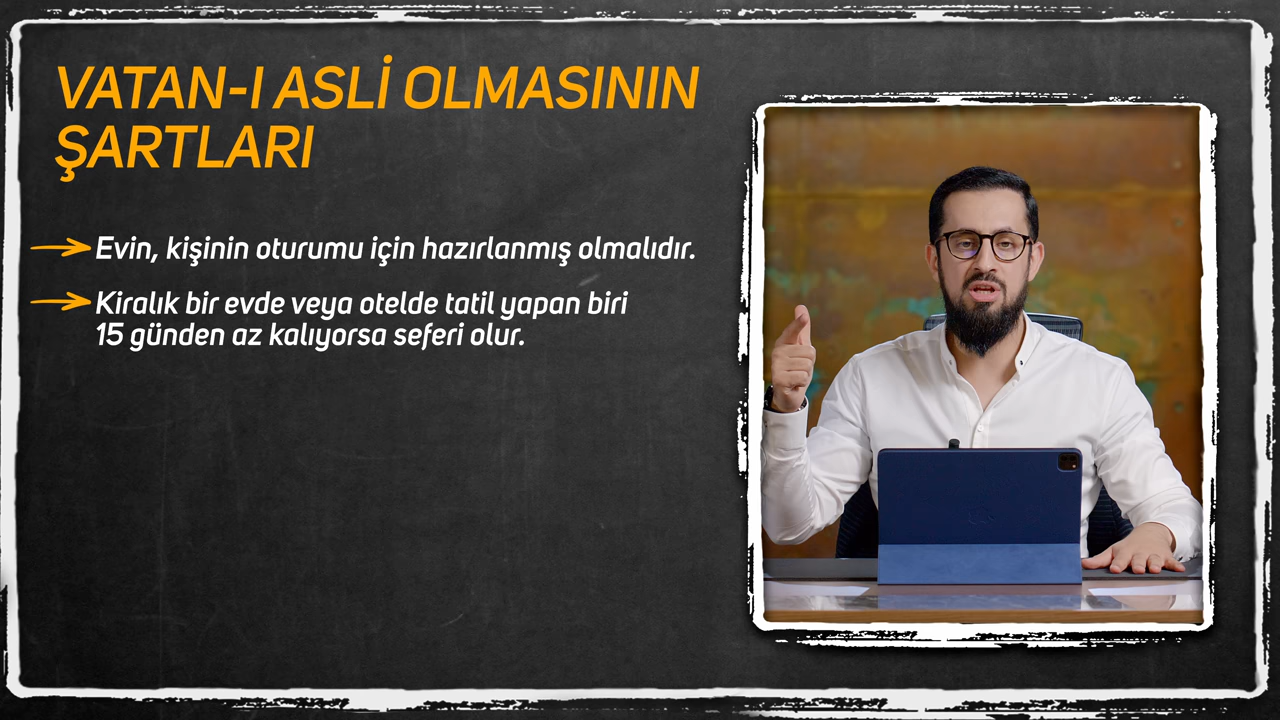 VATAN-I ASLİ OLMASININ
ŞARTLARI
Evin, kişinin oturumu için hazırlanmış olmalıdır.
Kiralık bir evde veya otelde tatil yapan biri
15 günden az kalıyorsa seferi olur.